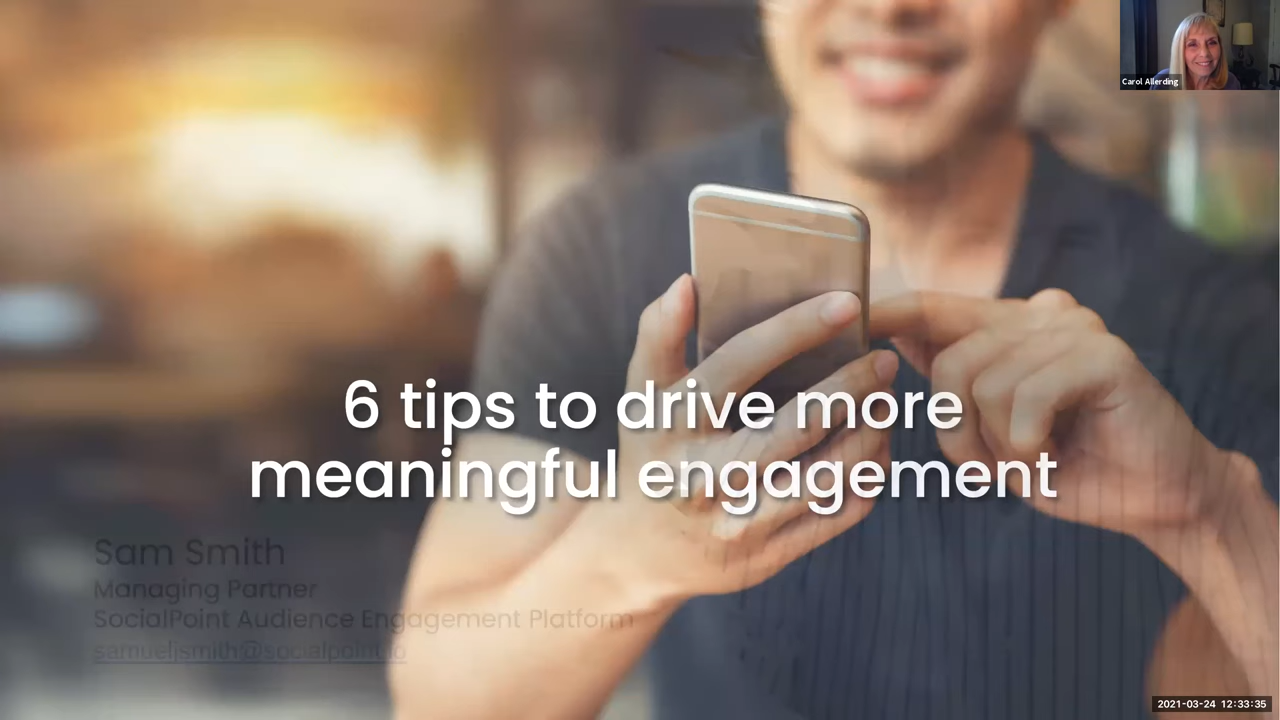 Carol Allerding
6 tips to drive more
meaningful engagement
Sam Smith
Managing Partner
SocialPoint Audience Engagement Platform
samueljsmith@socialpoint.io
2021-03-24 12:33:35